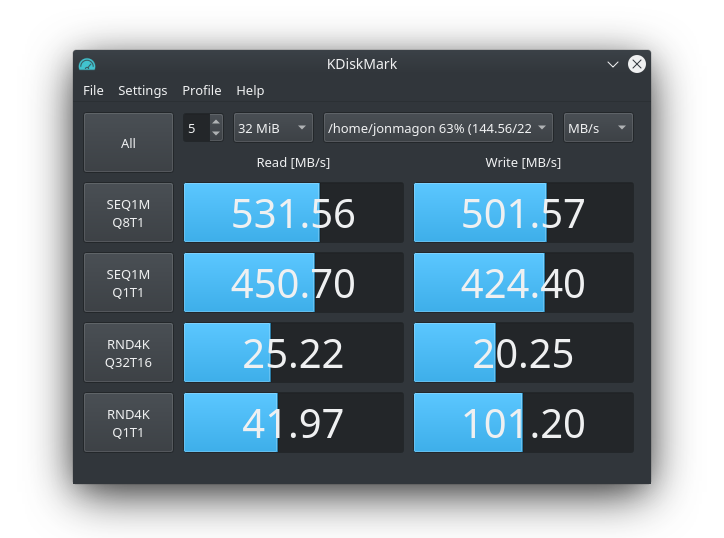 KDiskMark
File Settings Profile Help
All
5
32 MiB
/home/jonmagon 63% (144.56/22
MB/s
Read [MB/s]
Write [MB/s]
SEQ1M
Q8T1
531.56
501.57
SEQ1M
Q1T1
450.70
424.40
RND4K
Q32T16
25.22
20.25
RND4K
Q1T1
41.97
101.20